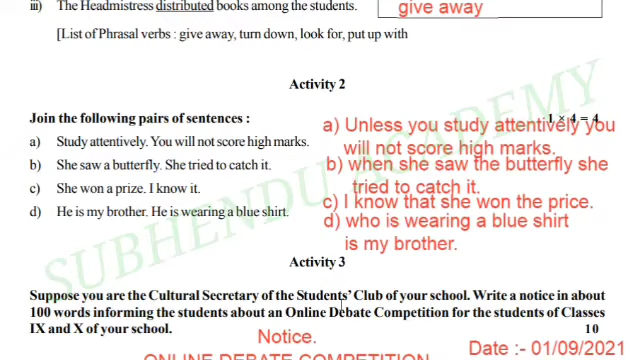 iii) The Headmistress distributed books among the students.
give away
[List of Phrasal verbs : give away, turn down, look for, put up with
Activity 2
Join the following pairs of sentences : 1 × 4 = 4
a) Study attentively. You will not score high marks.
a) Unless you study attentively you
will not score high marks.
b) She saw a butterfly. She tried to catch it.
b) when she saw the butterfly she
tried to catch it.
c) She won a prize. I know it.
c) I know that she won the price.
d) He is my brother. He is wearing a blue shirt.
d) who is wearing a blue shirt
is my brother.
SUBHENDU ACADEMY
Activity 3
Suppose you are the Cultural Secretary of the Students' Club of your school. Write a notice in about
100 words informing the students about an Online Debate Competition for the students of Classes
IX and X of your school. 10
Notice.
Date :- 01/09/2021
ONLINE DEBATE COMPETITION